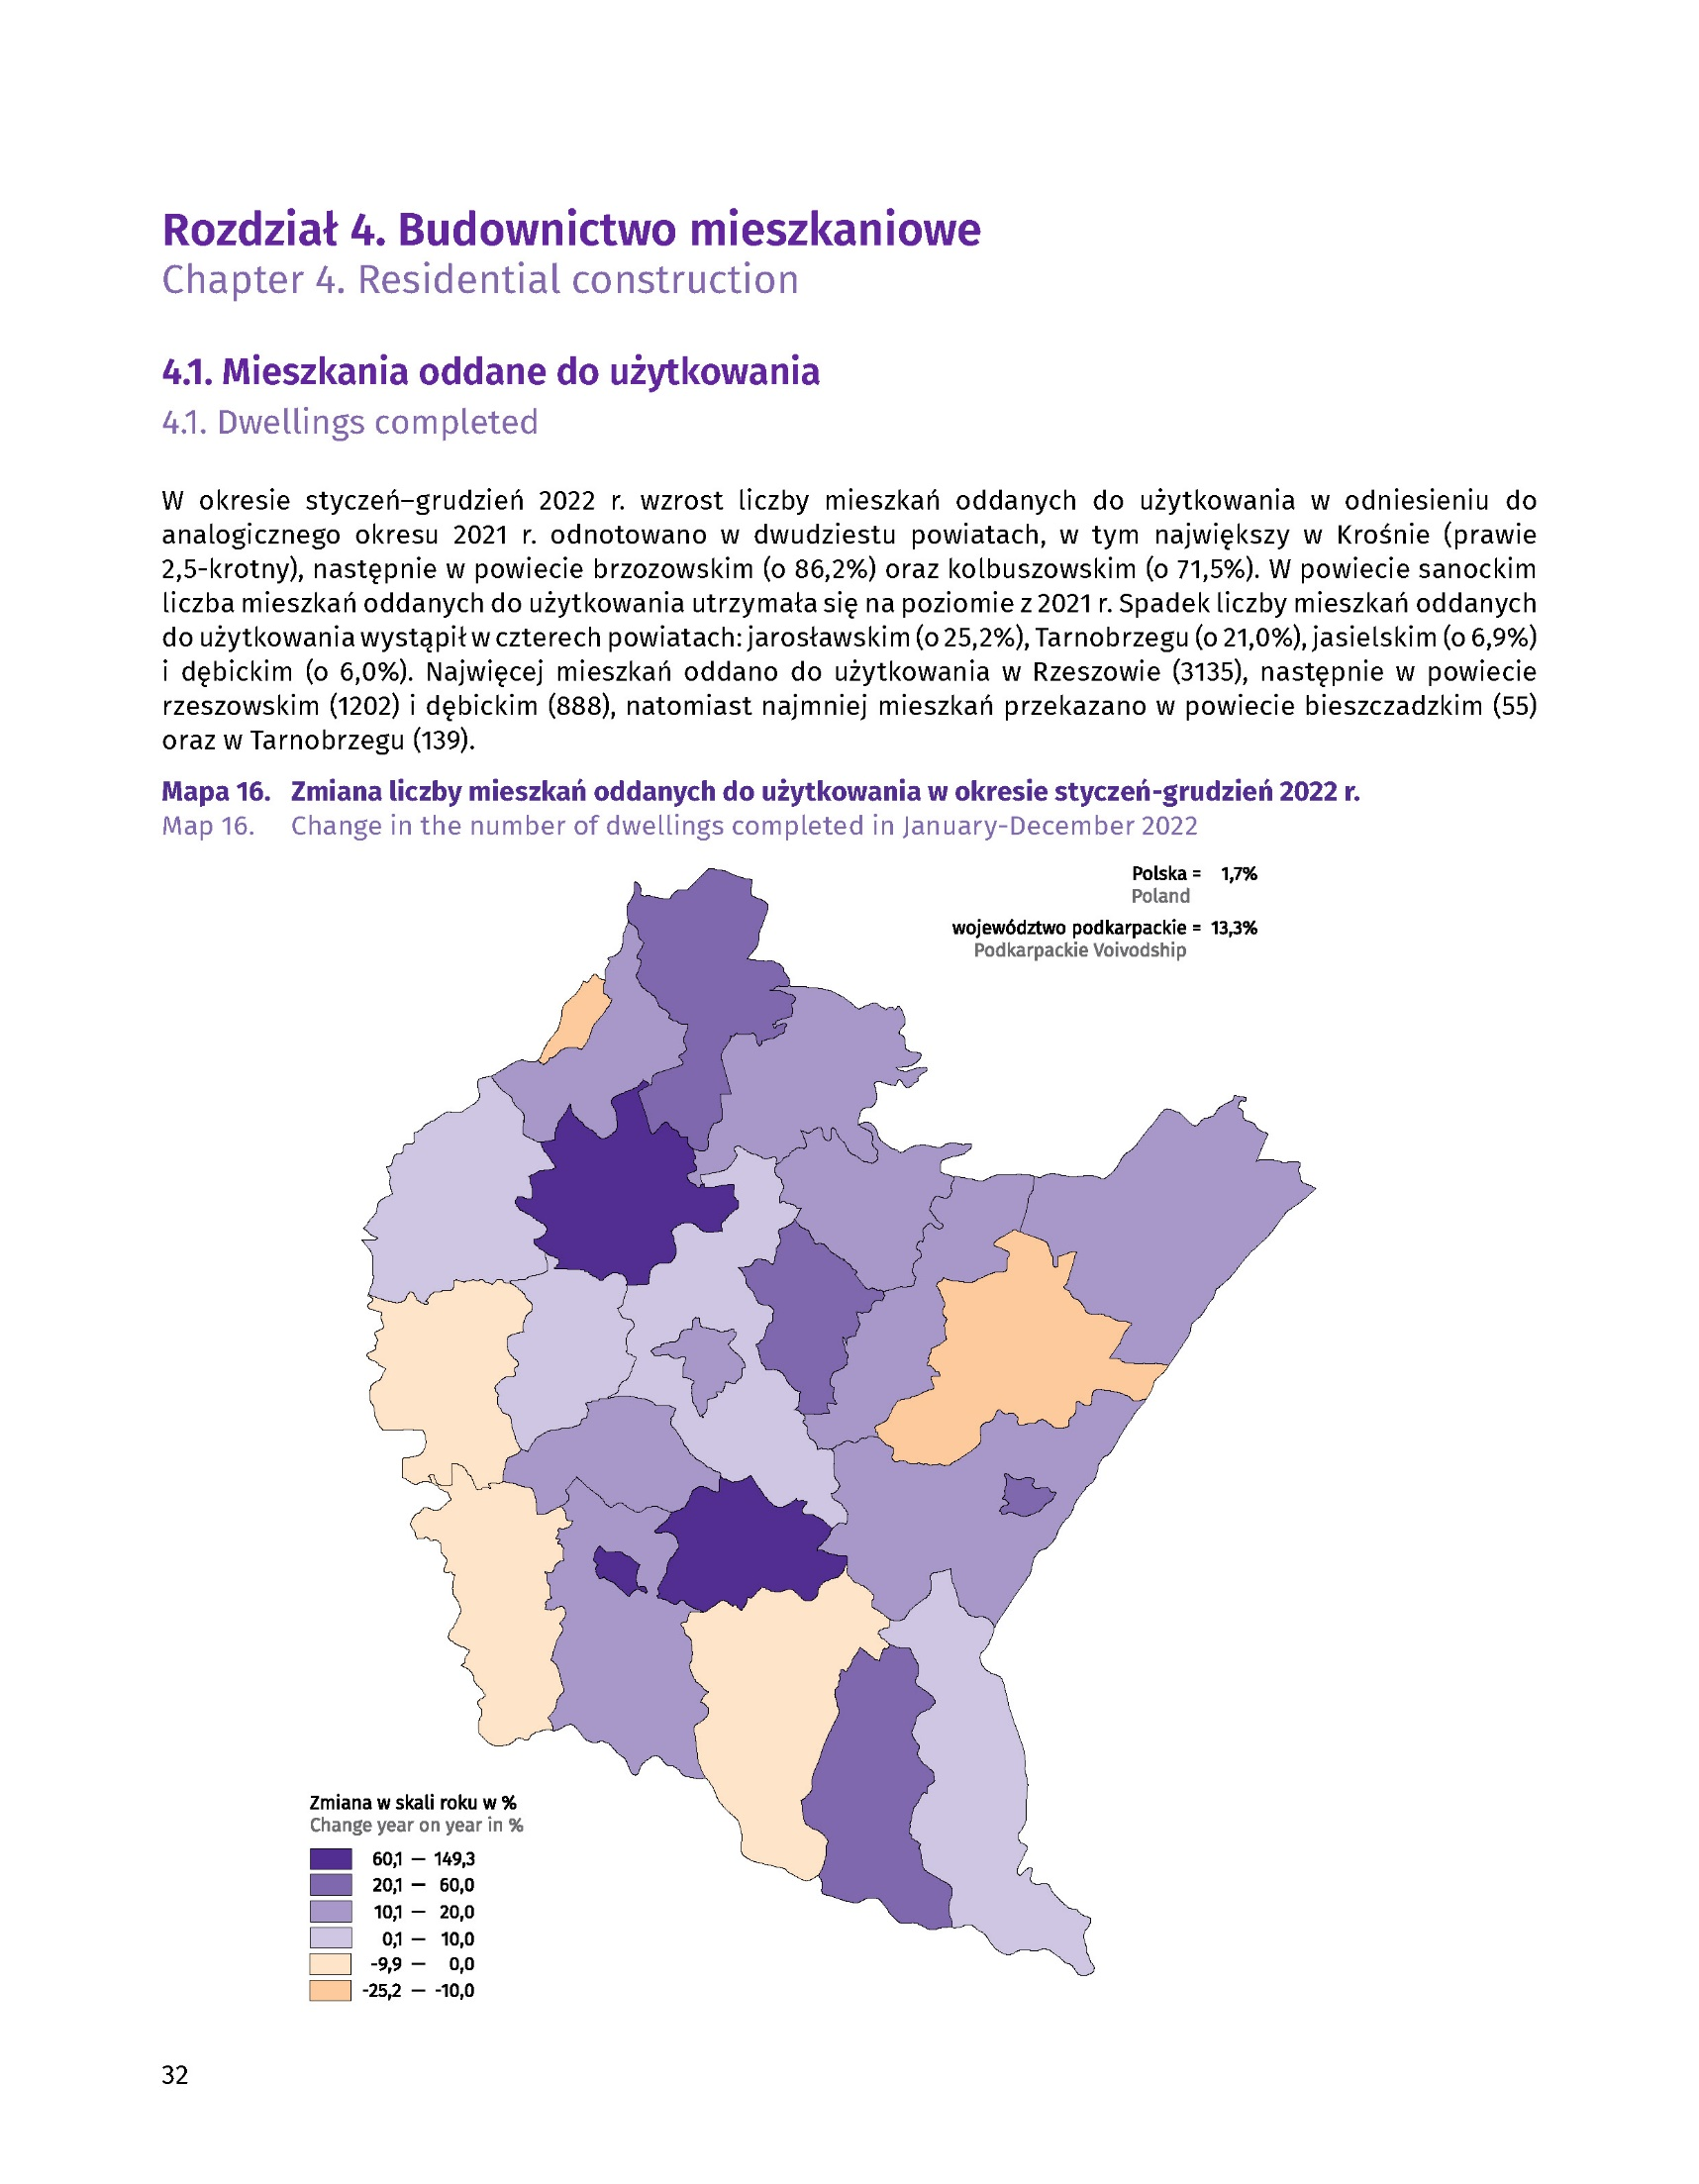 Rozdział 4. Budownictwo mieszkaniowe
Chapter 4. Residential construction
4.1. Mieszkania oddane do użytkowania
4.1. Dwellings completed
W okresie styczeń–grudzień 2022 r. wzrost liczby mieszkań oddanych do użytkowania w odniesieniu do
analogicznego okresu 2021 r. odnotowano w dwudziestu powiatach, w tym największy w Krośnie (prawie
2,5-krotny), następnie w powiecie brzozowskim (o 86,2%) oraz kolbuszowskim (o 71,5%). W powiecie sanockim
liczba mieszkań oddanych do użytkowania utrzymała się na poziomie z 2021 r. Spadek liczby mieszkań oddanych
do użytkowania wystąpił w czterech powiatach: jarosławskim (o 25,2%), Tarnobrzegu (o 21,0%), jasielskim (o 6,9%)
i dębickim (o 6,0%). Najwięcej mieszkań oddano do użytkowania w Rzeszowie (3135), następnie w powiecie
rzeszowskim (1202) i dębickim (888), natomiast najmniej mieszkań przekazano w powiecie bieszczadzkim (55)
oraz w Tarnobrzegu (139).
Mapa 16. Zmiana liczby mieszkań oddanych do użytkowania w okresie styczeń-grudzień 2022 r.
Map 16. Change in the number of dwellings completed in January-December 2022
Polska = 1,7%
Poland
województwo podkarpackie = 13,3%
Podkarpackie Voivodship
Zmiana w skali roku w %
Change year on year in %
60,1 — 149,3
20,1 — 60,0
10,1 — 20,0
0,1 — 10,0
-9,9 — 0,0
-25,2 — -10,0
32